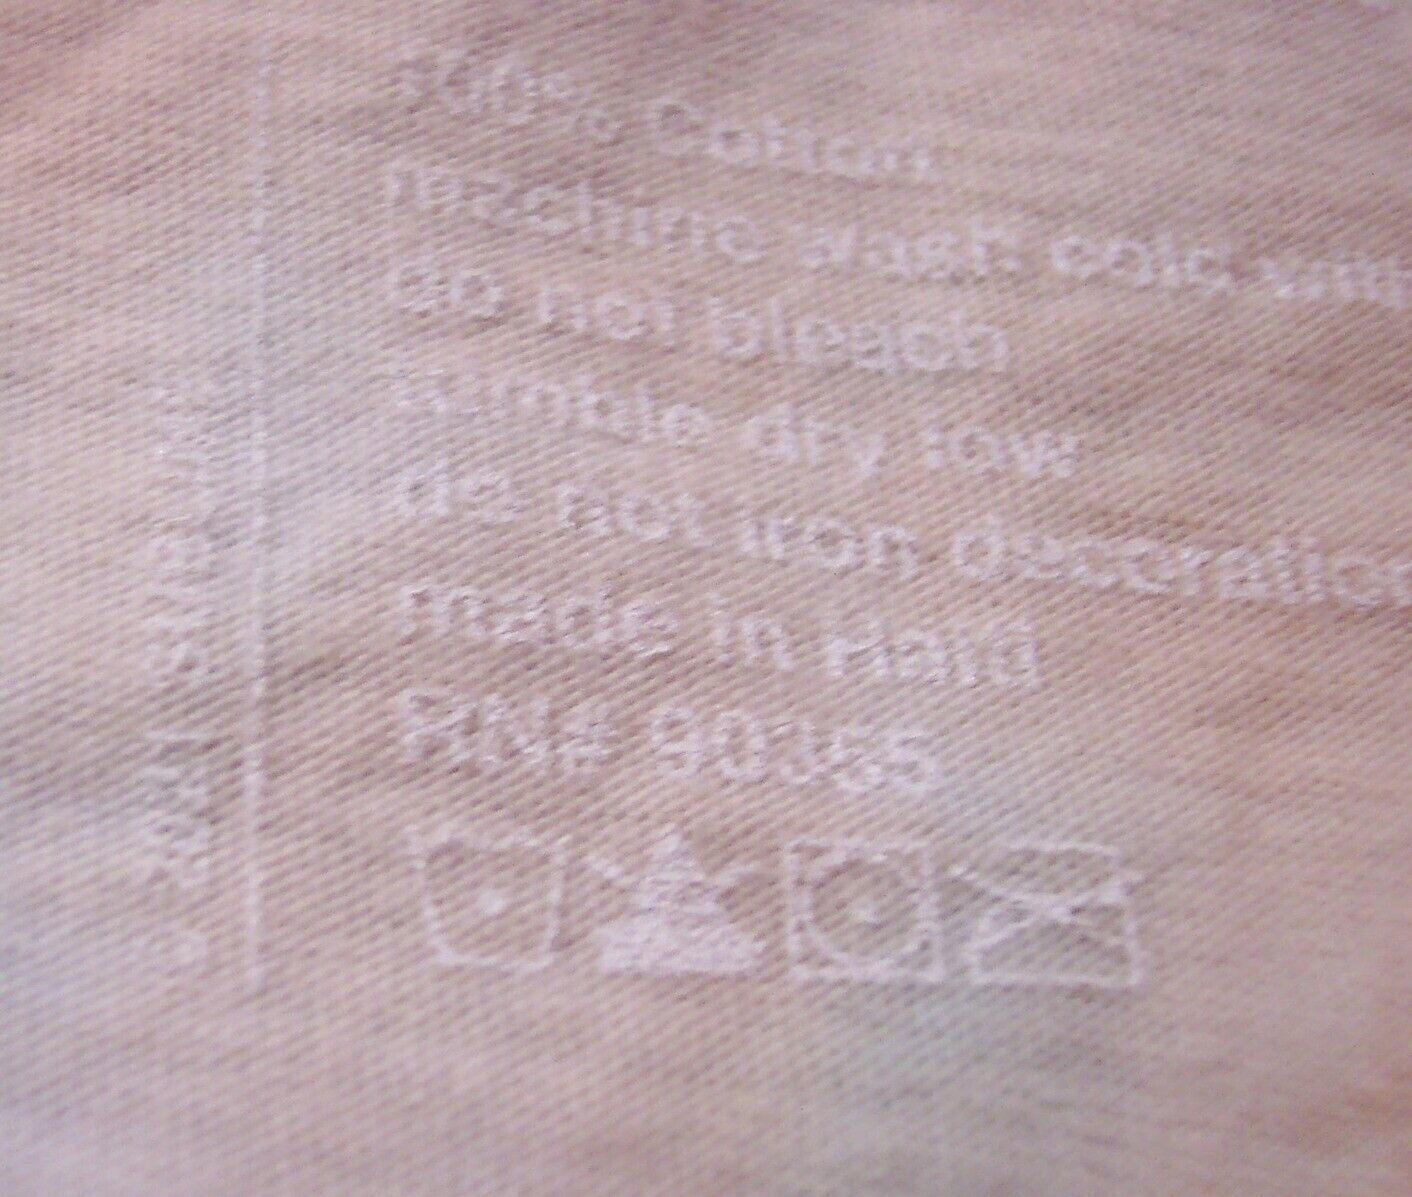 100% Cotton
machine wash cold with
do not bleach
tumble dry low
do not iron decoration
made in Haiti
RN# 90355